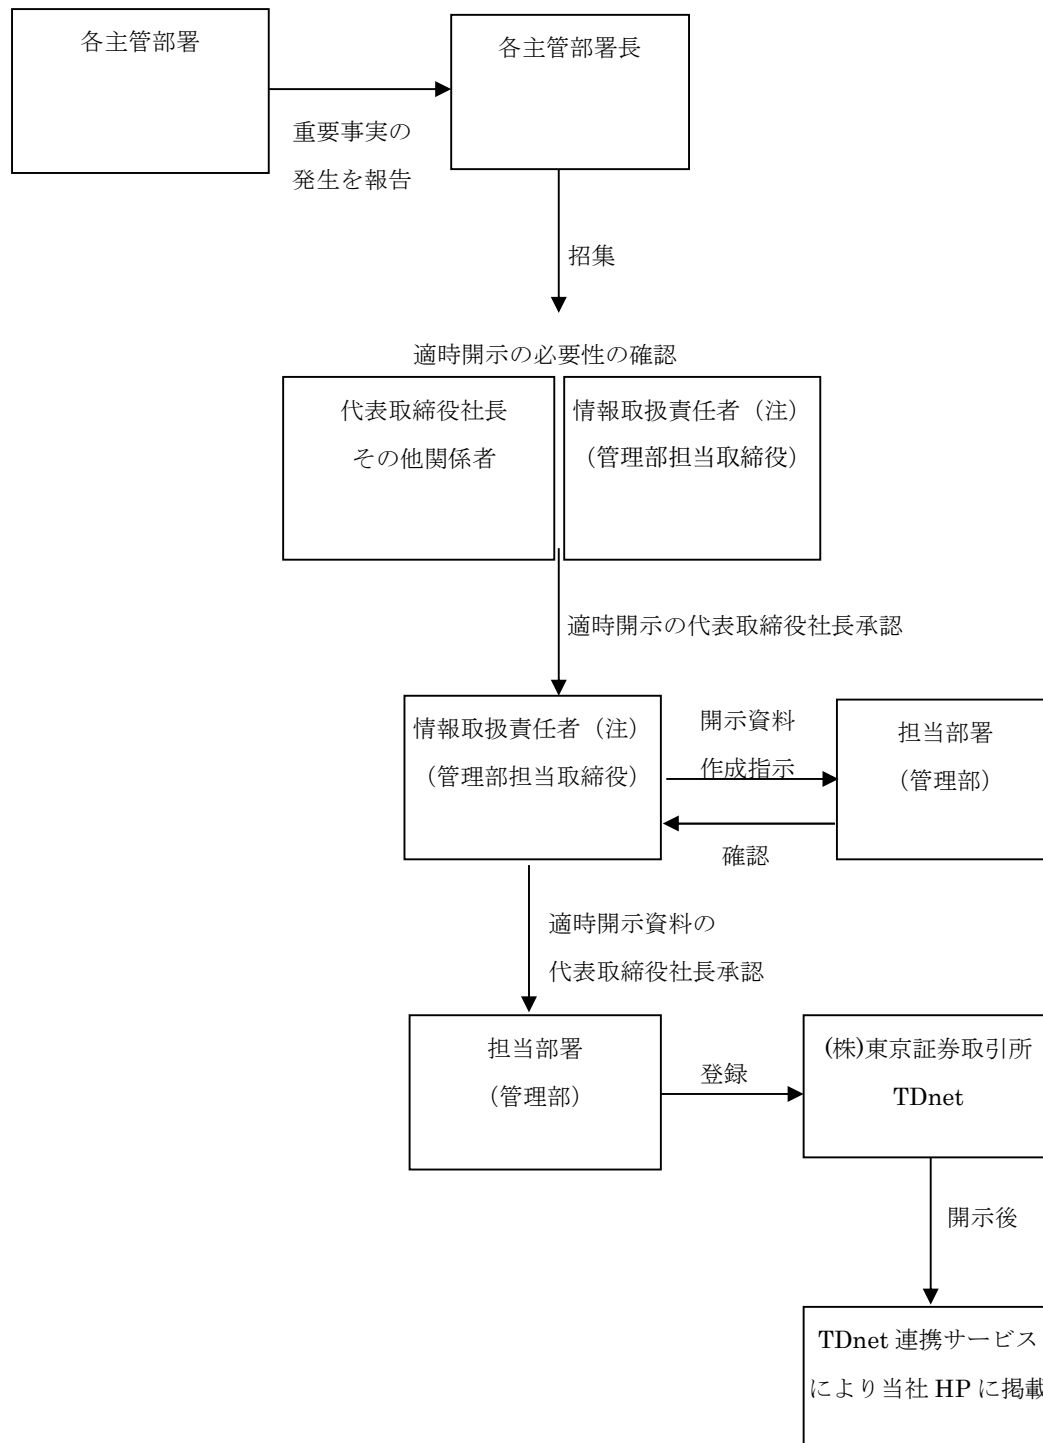 各主管部署
各主管部署長
重要事実の
発生を報告
招集
適時開示の必要性の確認
代表取締役社長
その他関係者
情報取扱責任者（注）
（管理部担当取締役）
適時開示の代表取締役社長承認
情報取扱責任者（注）
（管理部担当取締役）
開示資料
作成指示
確認
担当部署
（管理部）
適時開示資料の
代表取締役社長承認
担当部署
（管理部）
登録
(株)東京証券取引所
TDnet
開示後
TDnet 連携サービス
により当社 HP に掲載